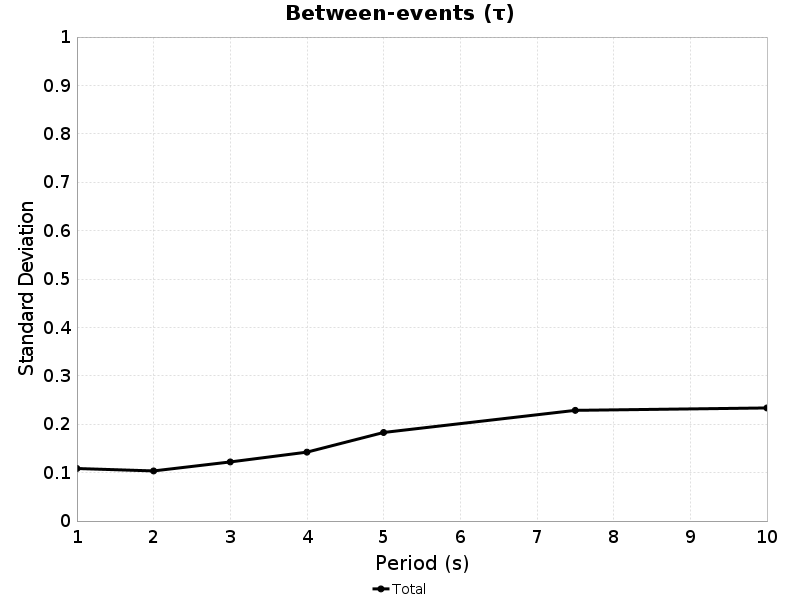 Between-events (τ)
1
0.9
0.8
0.7
0.6
0.5
0.4
0.3
0.2
0.1
0
Standard Deviation
1 2 3 4 5 6 7 8 9 10
Period (s)
Total